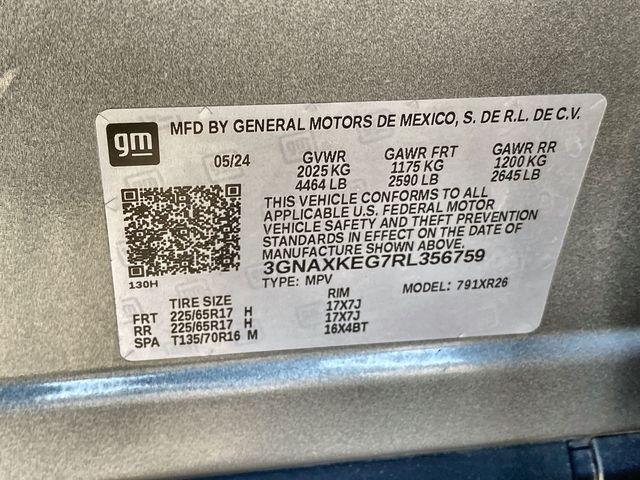 gm
MFD BY GENERAL MOTORS DE MEXICO, S. DE R.L. DE C.V.
05/24 GVWR GAWR FRT GAWR RR
2025 KG 1175 KG 1200 KG
4464 LB 2590 LB 2645 LB
THIS VEHICLE CONFORMS TO ALL
APPLICABLE U.S. FEDERAL MOTOR
VEHICLE SAFETY AND THEFT PREVENTION
STANDARDS IN EFFECT ON THE DATE OF
MANUFACTURE SHOWN ABOVE.
3GNAXKEG7RL356759
130H TYPE: MPV MODEL: 791XR26
TIRE SIZE RIM
FRT 225/65R17 H 17X7J
RR 225/65R17 H 17X7J
SPA T135/70R16 M 16X4BT